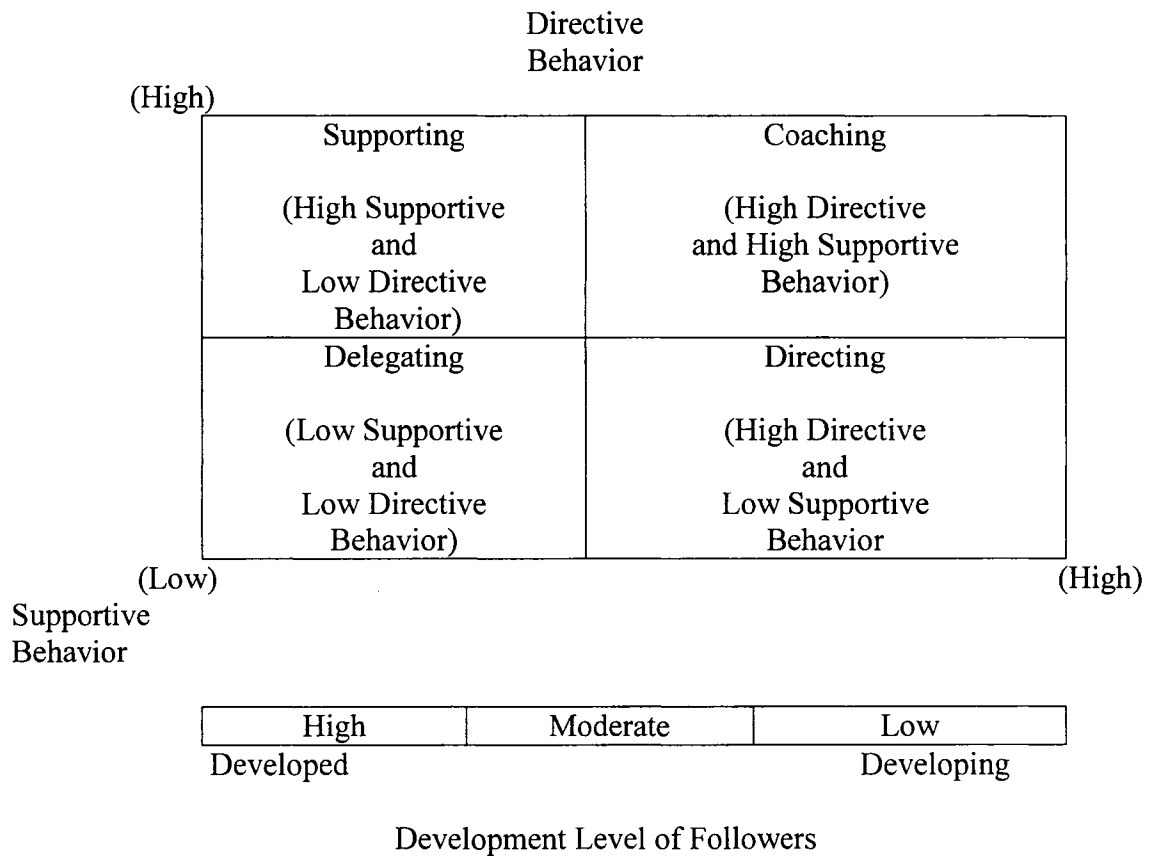 Directive
Behavior
(High)
Supporting
(High Supportive
and
Low Directive
Behavior)
Coaching
(High Directive
and High Supportive
Behavior)
Delegating
(Low Supportive
and
Low Directive
Behavior)
Directing
(High Directive
and
Low Supportive
Behavior
(Low)
(High)
Supportive
Behavior
High
Moderate
Low
Developed
Developing
Development Level of Followers